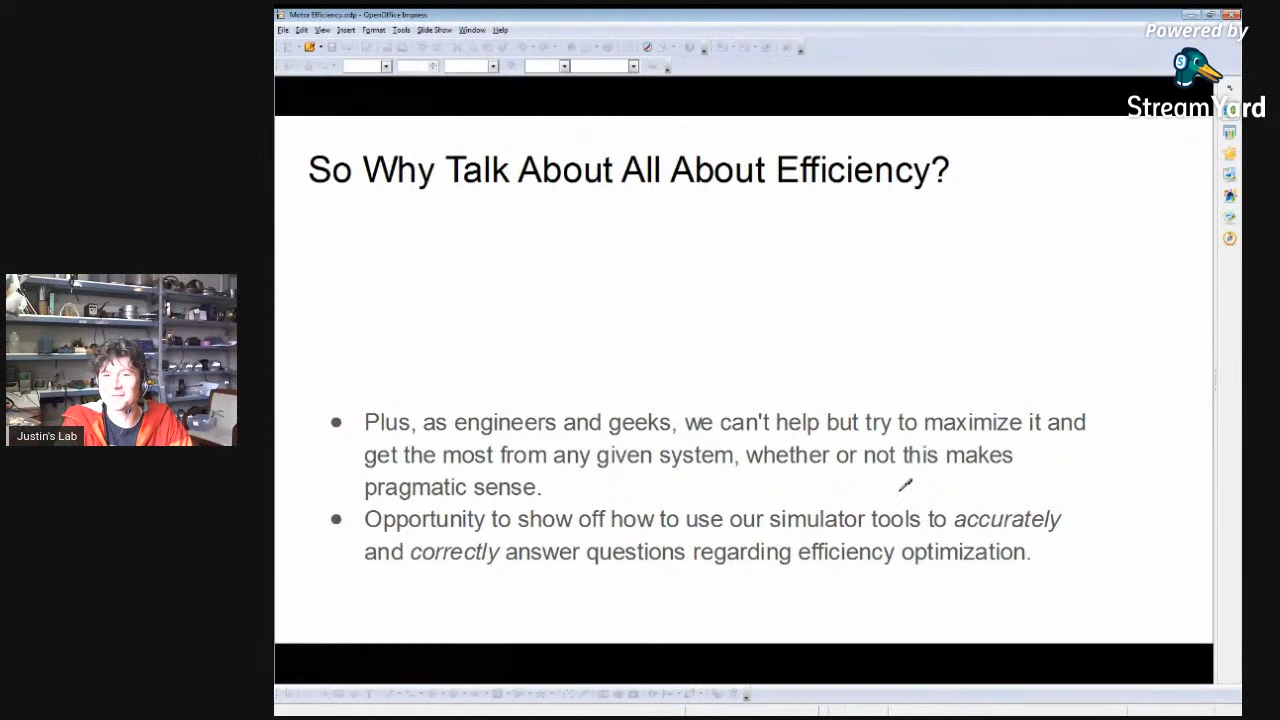 Motor Efficiency.odp - OpenOffice Impress
File Edit View Insert Format Tools Slide Show Window Help
Powered by
StreamYard
So Why Talk About All About Efficiency?
Plus, as engineers and geeks, we can't help but try to maximize it and
get the most from any given system, whether or not this makes
pragmatic sense.
Opportunity to show off how to use our simulator tools to accurately
and correctly answer questions regarding efficiency optimization.
Justin's Lab